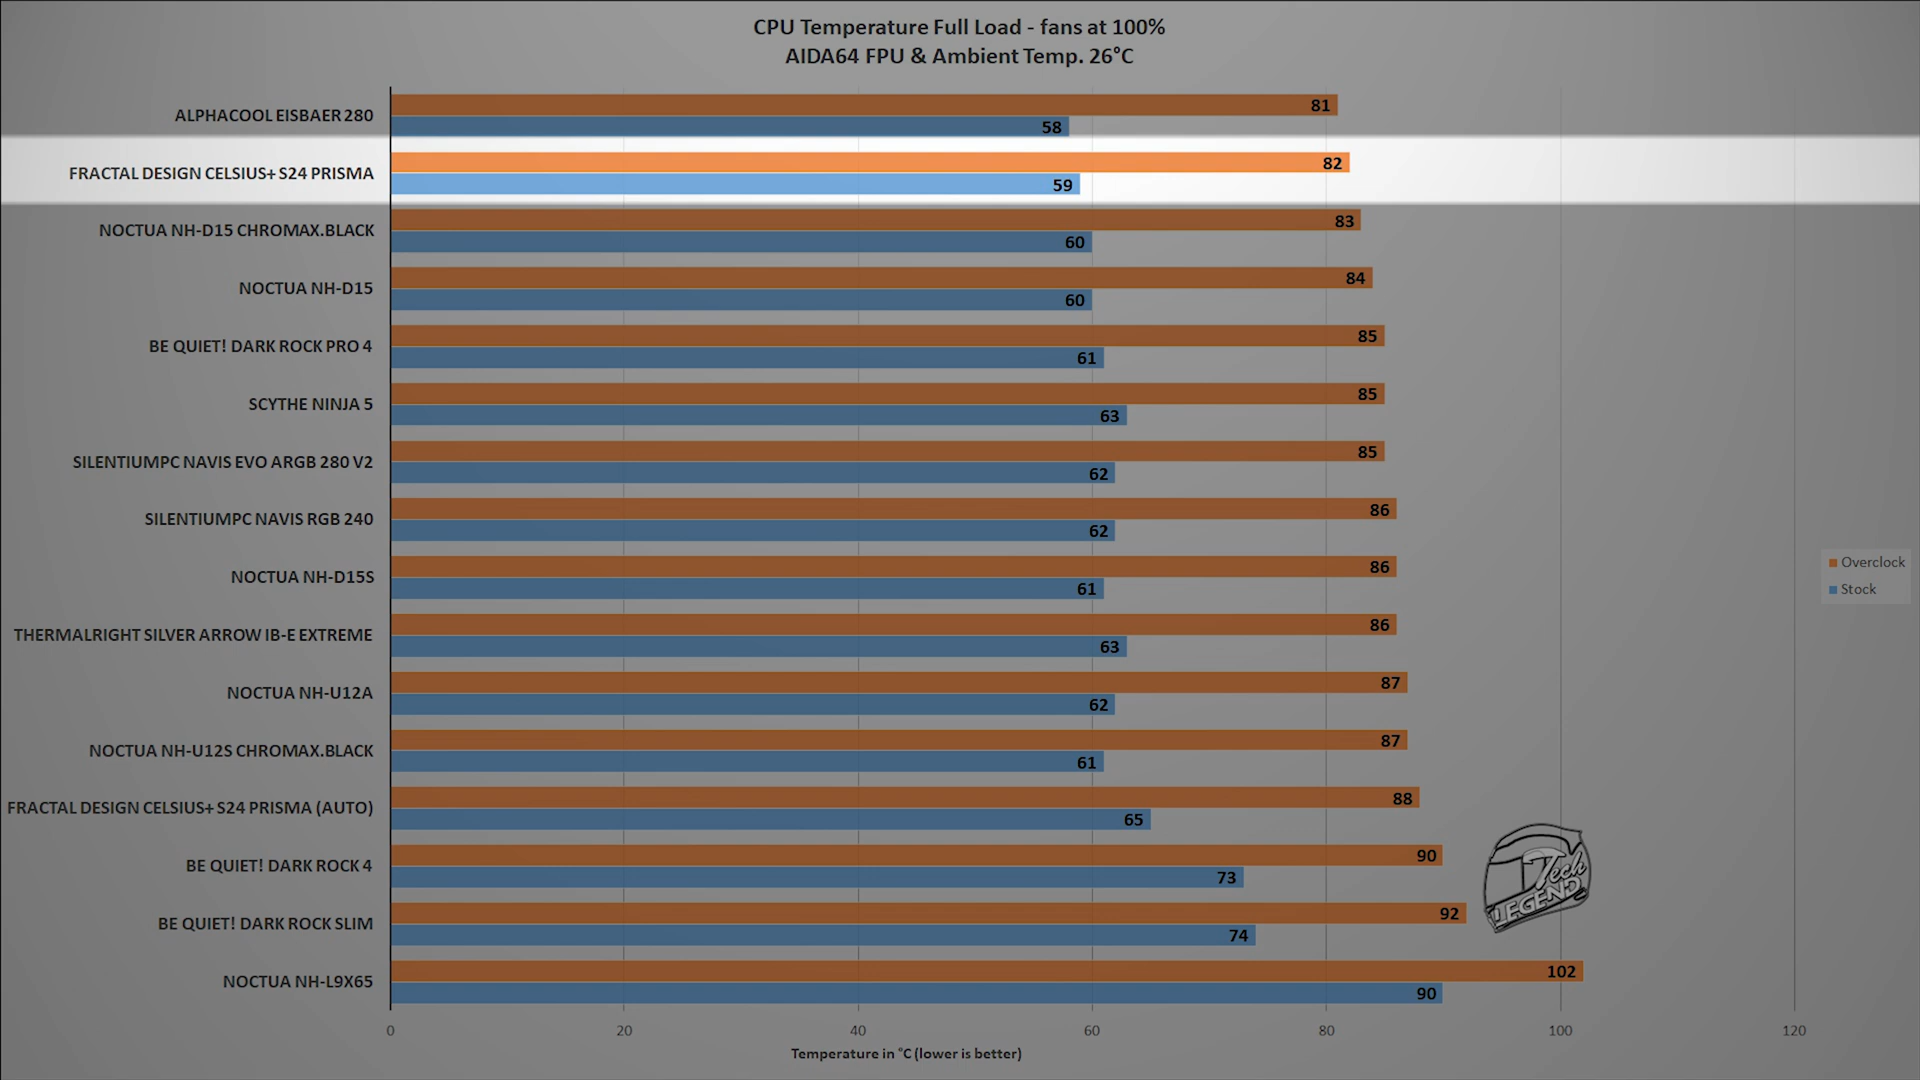 CPU Temperature Full Load - fans at 100%
AIDA64 FPU & Ambient Temp. 26°C
ALPHACOOL EISBAER 280
81
58
FRACTAL DESIGN CELSIUS+ S24 PRISMA
82
59
NOCTUA NH-D15 CHROMAX.BLACK
83
60
NOCTUA NH-D15
84
60
BE QUIET! DARK ROCK PRO 4
85
61
SCYTHE NINJA 5
85
63
SILENTIUMPC NAVIS EVO ARGB 280 V2
85
62
SILENTIUMPC NAVIS RGB 240
86
62
NOCTUA NH-D15S
86
61
THERMALRIGHT SILVER ARROW IB-E EXTREME
86
63
NOCTUA NH-U12A
87
62
NOCTUA NH-U12S CHROMAX.BLACK
87
61
FRACTAL DESIGN CELSIUS+ S24 PRISMA (AUTO)
88
65
BE QUIET! DARK ROCK 4
90
73
BE QUIET! DARK ROCK SLIM
92
74
NOCTUA NH-L9X65
102
90
Overclock
Stock
Tech
LEGEND
0 20 40 60 80 100 120
Temperature in °C (lower is better)